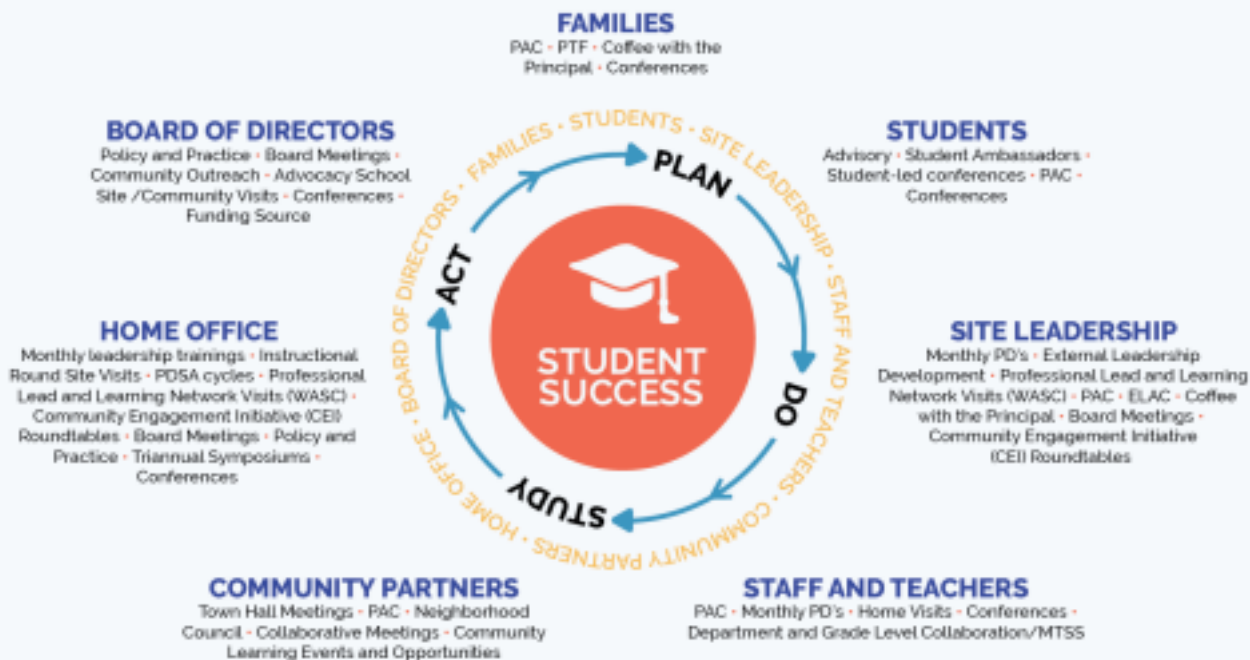 FAMILIES
PAC • PTF • Coffee with the
Principal • Conferences
BOARD OF DIRECTORS
Policy and Practice • Board Meetings •
Community Outreach • Advocacy School
Site /Community Visits • Conferences •
Funding Source
STUDENTS
Advisory • Student Ambassadors •
Student-led conferences • PAC •
Conferences
HOME OFFICE
Monthly leadership trainings • Instructional
Round Site Visits • PDSA cycles • Professional
Lead and Learning Network Visits (WASC) •
Community Engagement Initiative (CEI)
Roundtables • Board Meetings • Policy and
Practice • Triannual Symposiums •
Conferences
FAMILIES • STUDENTS • SITE LEADERSHIP • STAFF AND TEACHERS • COMMUNITY PARTNERS • HOME OFFICE • BOARD OF DIRECTORS •
PLAN
DO
STUDY
ACT
STUDENT
SUCCESS
SITE LEADERSHIP
Monthly PD's • External Leadership
Development • Professional Lead and Learning
Network Visits (WASC) • PAC • ELAC • Coffee
with the Principal • Board Meetings •
Community Engagement Initiative
(CEI) Roundtables
COMMUNITY PARTNERS
Town Hall Meetings • PAC • Neighborhood
Council • Collaborative Meetings • Community
Learning Events and Opportunities
STAFF AND TEACHERS
PAC • Monthly PD's • Home Visits • Conferences •
Department and Grade Level Collaboration/MTSS